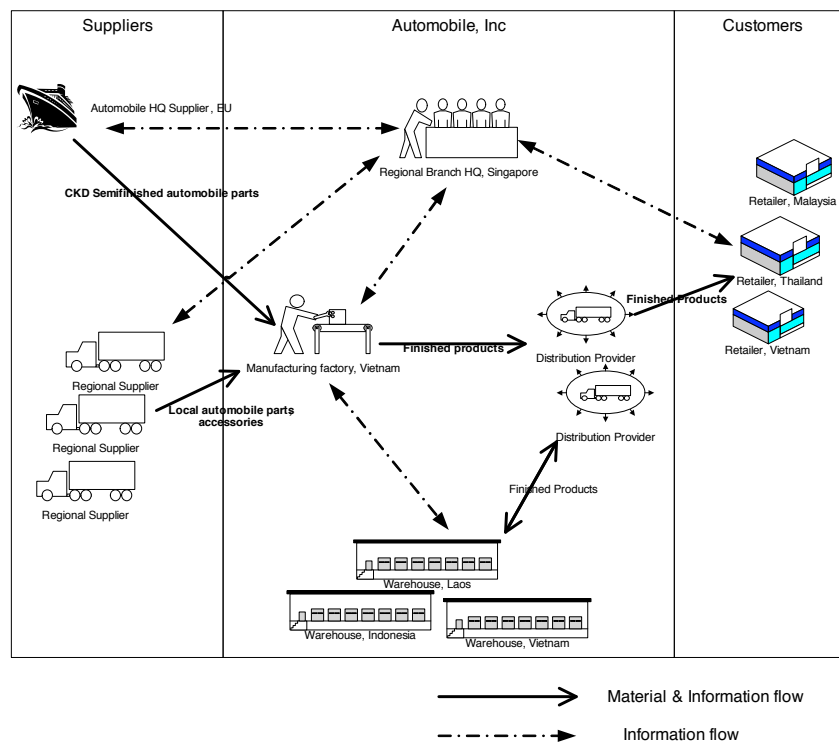 Suppliers
Automobile, Inc
Customers
Automobile HQ Supplier, EU
Regional Branch HQ, Singapore
CKD Semifinished automobile parts
Retailer, Malaysia
Retailer, Thailand
Finished Products
Retailer, Vietnam
Manufacturing factory, Vietnam
Finished products
Distribution Provider
Regional Supplier
Local automobile parts,
accessories
Regional Supplier
Distribution Provider
Regional Supplier
Finished Products
Warehouse, Laos
Warehouse, Indonesia
Warehouse, Vietnam
Material & Information flow
Information flow